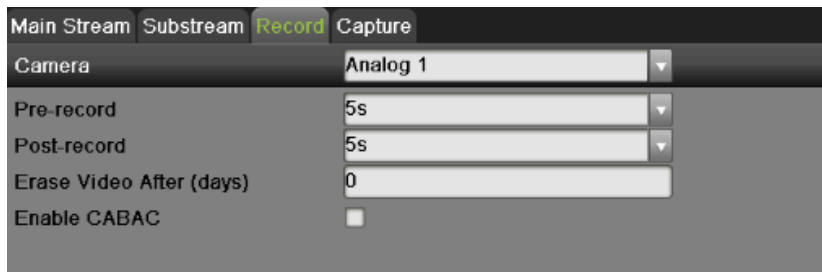 Main Stream Substream Record Capture
Camera Analog 1
Pre-record 5s
Post-record 5s
Erase Video After (days) 0
Enable CABAC